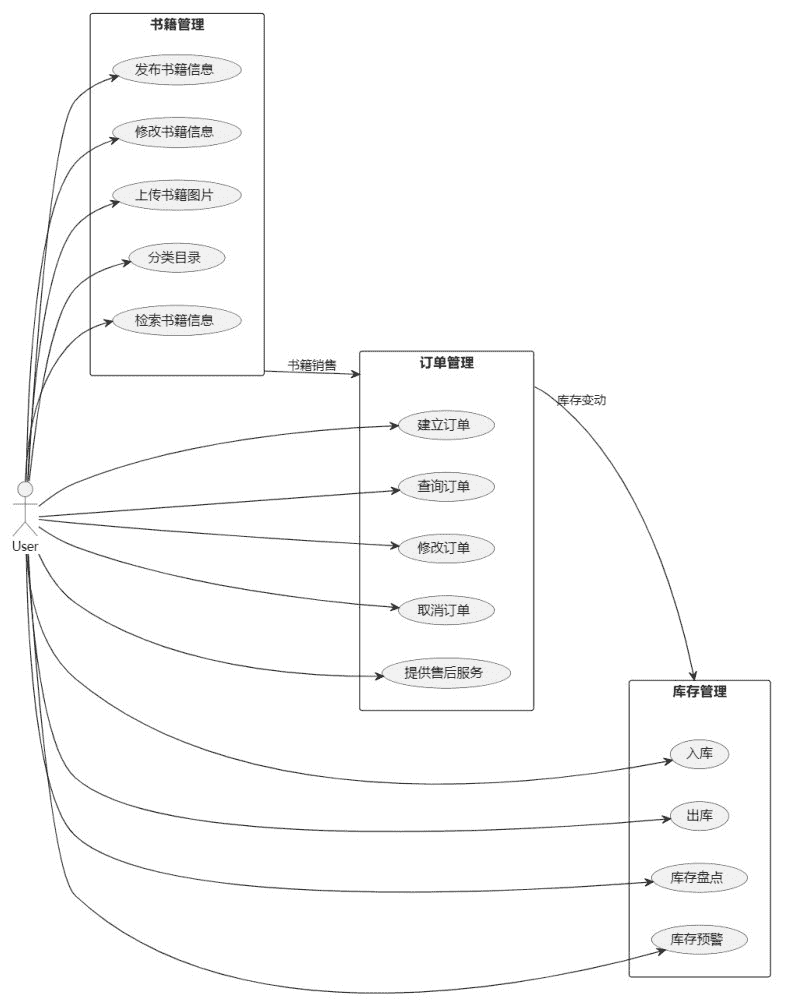 书籍管理
发布书籍信息
修改书籍信息
上传书籍图片
分类目录
检索书籍信息
书籍销售
订单管理
建立订单
查询订单
修改订单
取消订单
提供售后服务
库存变动
User
库存管理
入库
出库
库存盘点
库存预警